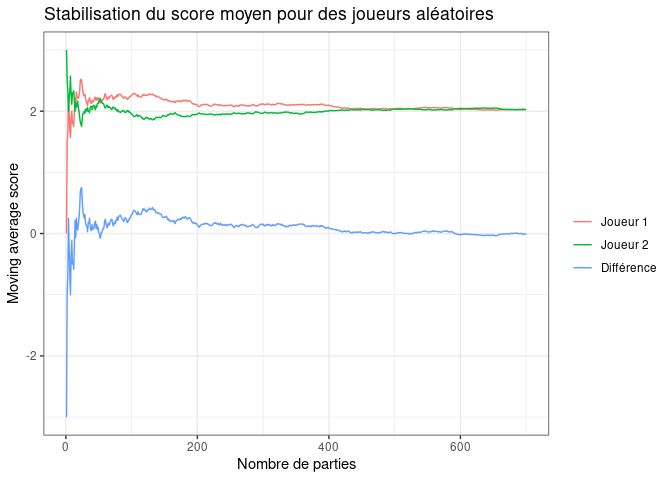 Stabilisation du score moyen pour des joueurs aléatoires
Moving average score
2
0
-2
0
200
400
600
Nombre de parties
Joueur 1
Joueur 2
Différence